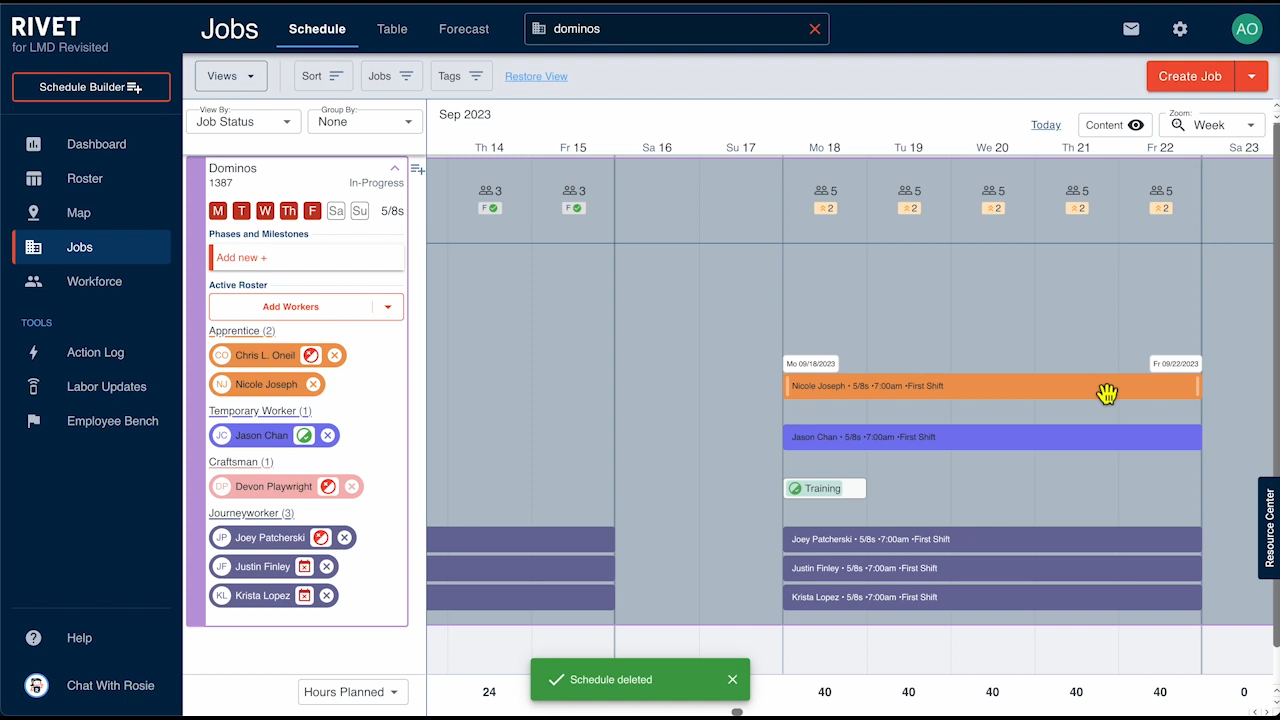 RIVET
for LMD Revisited
Schedule Builder
Dashboard
Roster
Map
Jobs
Workforce
TOOLS
Action Log
Labor Updates
Employee Bench
Help
Chat With Rosie
Jobs
Schedule
Table
Forecast
dominos
AO
Views
Sort
Jobs
Tags
Restore View
Create Job
View By:
Job Status
Group By:
None
Sep 2023
Today
Content
Zoom:
Week
Th 14
Fr 15
Sa 16
Su 17
Mo 18
Tu 19
We 20
Th 21
Fr 22
Sa 23
Dominos
1387
In-Progress
M T W Th F Sa Su 5/8s
Phases and Milestones
Add new +
Active Roster
Add Workers
Apprentice (2)
CO Chris L. Oneil
NJ Nicole Joseph
Temporary Worker (1)
JC Jason Chan
Craftsman (1)
DP Devon Playwright
Journeyworker (3)
JP Joey Patcherski
JF Justin Finley
KL Krista Lopez
3 3 5 5 5 5 5
F F 2 2 2 2 2
Mo 09/18/2023
Fr 09/22/2023
Nicole Joseph • 5/8s •7:00am •First Shift
Jason Chan • 5/8s •7:00am •First Shift
Training
Joey Patcherski • 5/8s •7:00am •First Shift
Justin Finley • 5/8s •7:00am •First Shift
Krista Lopez • 5/8s •7:00am •First Shift
Resource Center
Schedule deleted
Hours Planned
24 40 40 40 40 40 0